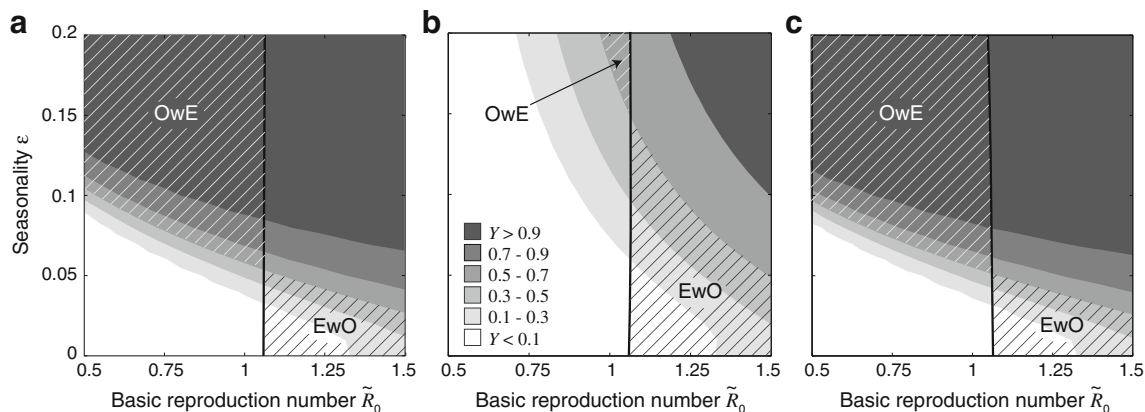 a
b
c
0.2
0.15
0.1
0.05
0
Seasonality ε
OwE
EwO
0.5
0.75
1
1.25
1.5
Basic reproduction number R̃₀
OwE
Y > 0.9
0.7 - 0.9
0.5 - 0.7
0.3 - 0.5
0.1 - 0.3
Y < 0.1
EwO
0.5
0.75
1
1.25
1.5
Basic reproduction number R̃₀
OwE
EwO
0.5
0.75
1
1.25
1.5
Basic reproduction number R̃₀